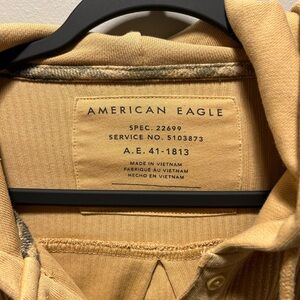 AMERICAN EAGLE
SPEC. 22699
SERVICE NO. 5103873
A.E. 41-1813
MADE IN VIETNAM
FABRIQUÉ AU VIETNAM
HECHO EN VIETNAM